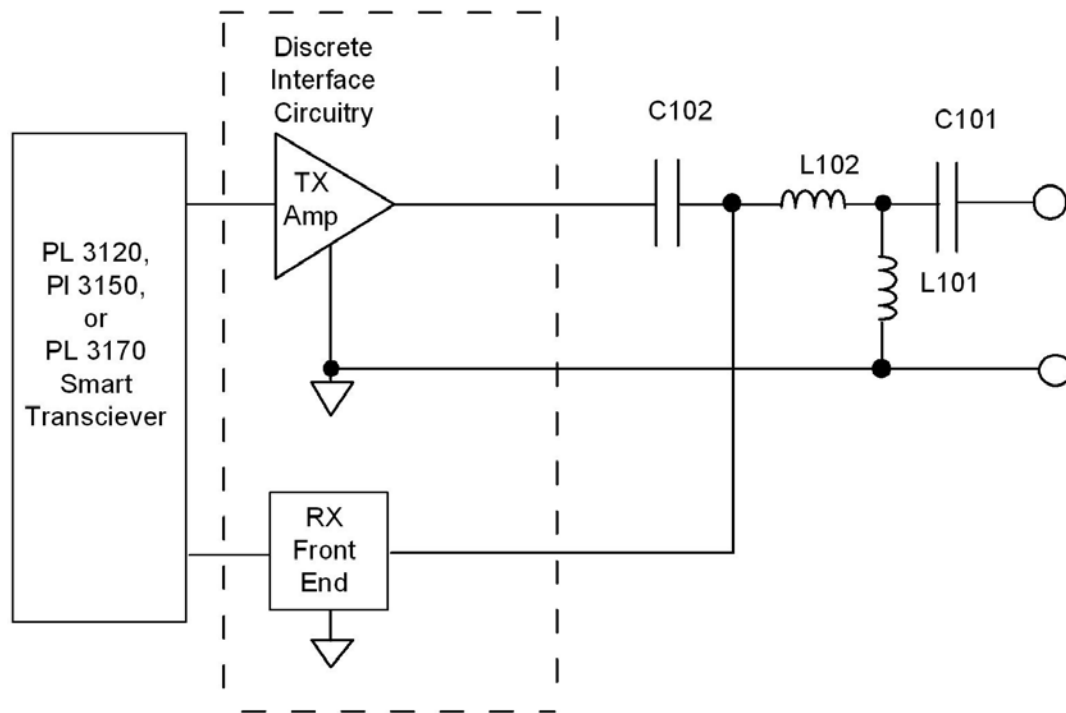 Discrete
Interface
Circuitry
C102
C101
L102
TX
Amp
PL 3120,
PI 3150,
or
PL 3170
Smart
Transciever
L101
RX
Front
End